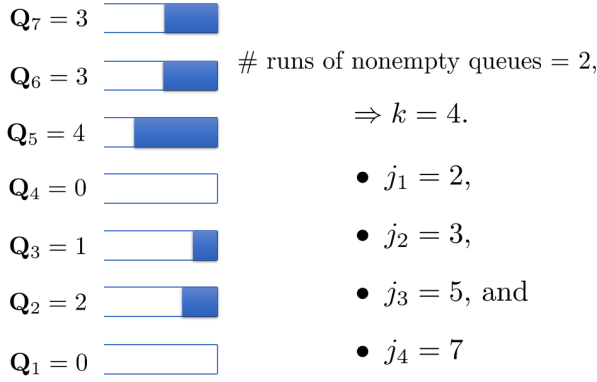 Q₇ = 3
Q₆ = 3
Q₅ = 4
Q₄ = 0
Q₃ = 1
Q₂ = 2
Q₁ = 0
# runs of nonempty queues = 2,
⇒ k = 4.
• j₁ = 2,
• j₂ = 3,
• j₃ = 5, and
• j₄ = 7